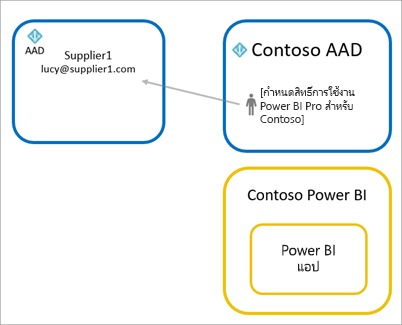 AAD
Supplier1
lucy@supplier1.com
Contoso AAD
[กำหนดสิทธิ์การใช้งาน
Power BI Pro สำหรับ
Contoso]
Contoso Power BI
Power BI
แอป